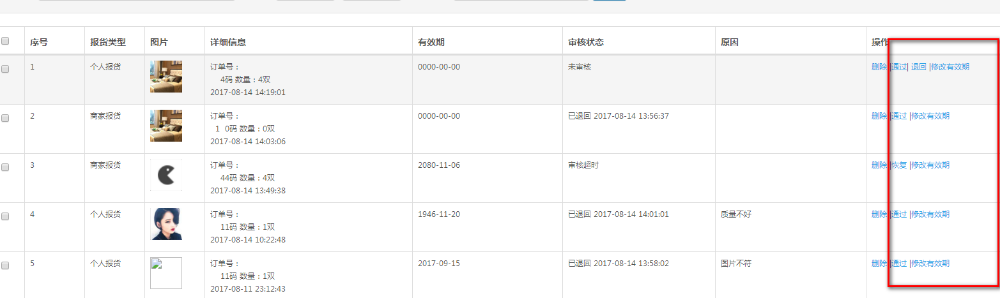 序号 报货类型 图片 详细信息 有效期 审核状态 原因 操作
1 个人报货 订单号： 0000-00-00 未审核 删除 |通过| 退回 |修改有效期
4码 数量：4双
2017-08-14 14:19:01
2 商家报货 订单号： 0000-00-00 已退回 2017-08-14 13:56:37 删除 |通过 |修改有效期
1 0码 数量：0双
2017-08-14 14:03:06
3 商家报货 订单号： 2080-11-06 审核超时 删除 |恢复 |修改有效期
44码 数量：4双
2017-08-14 13:49:38
4 个人报货 订单号： 1946-11-20 已退回 2017-08-14 14:01:01 质量不好 删除 |通过 |修改有效期
11码 数量：1双
2017-08-14 10:22:48
5 个人报货 订单号： 2017-09-15 已退回 2017-08-14 13:58:02 图片不符 删除 |通过 |修改有效期
11码 数量：1双
2017-08-11 23:12:43